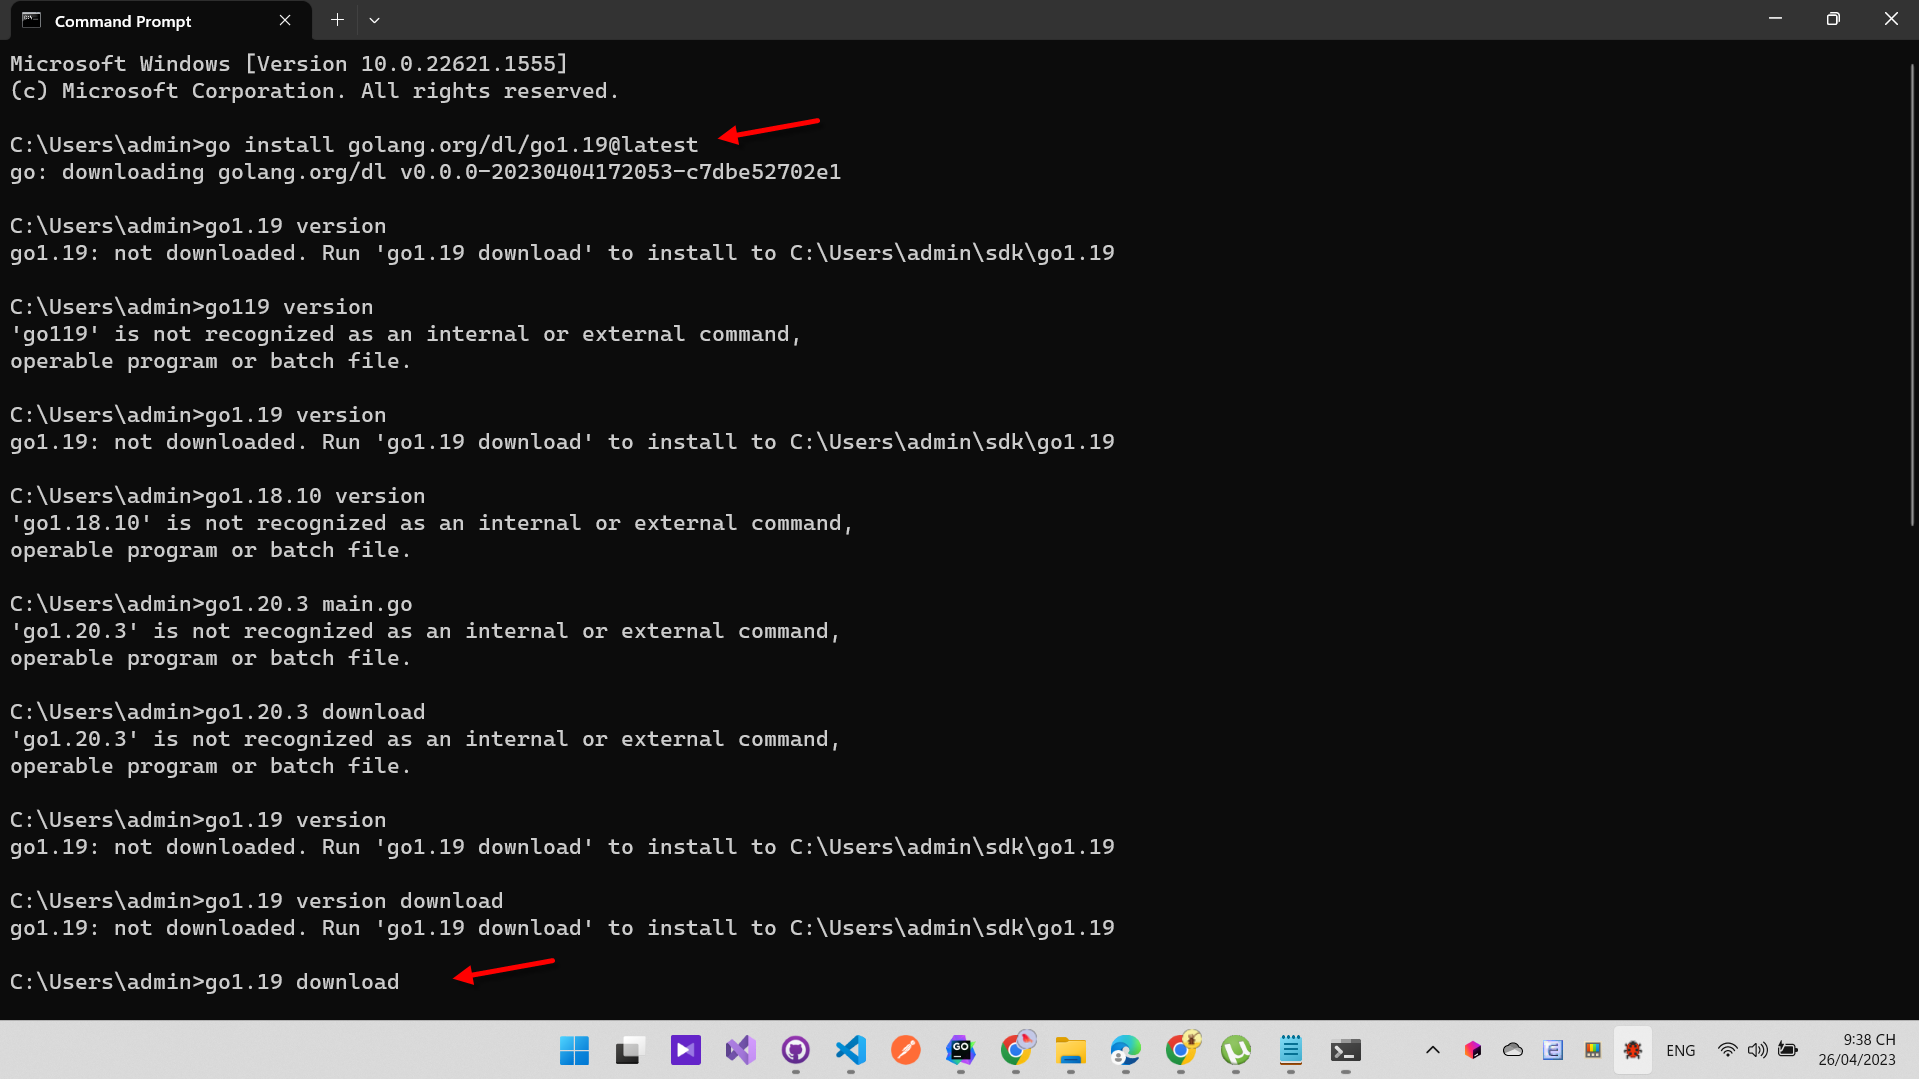 Command Prompt
Microsoft Windows [Version 10.0.22621.1555]
(c) Microsoft Corporation. All rights reserved.
C:\Users\admin>go install golang.org/dl/go1.19@latest
go: downloading golang.org/dl v0.0.0-20230404172053-c7dbe52702e1
C:\Users\admin>go1.19 version
go1.19: not downloaded. Run 'go1.19 download' to install to C:\Users\admin\sdk\go1.19
C:\Users\admin>go119 version
'go119' is not recognized as an internal or external command,
operable program or batch file.
C:\Users\admin>go1.19 version
go1.19: not downloaded. Run 'go1.19 download' to install to C:\Users\admin\sdk\go1.19
C:\Users\admin>go1.18.10 version
'go1.18.10' is not recognized as an internal or external command,
operable program or batch file.
C:\Users\admin>go1.20.3 main.go
'go1.20.3' is not recognized as an internal or external command,
operable program or batch file.
C:\Users\admin>go1.20.3 download
'go1.20.3' is not recognized as an internal or external command,
operable program or batch file.
C:\Users\admin>go1.19 version
go1.19: not downloaded. Run 'go1.19 download' to install to C:\Users\admin\sdk\go1.19
C:\Users\admin>go1.19 version download
go1.19: not downloaded. Run 'go1.19 download' to install to C:\Users\admin\sdk\go1.19
C:\Users\admin>go1.19 download
GO
ENG
9:38 CH
26/04/2023